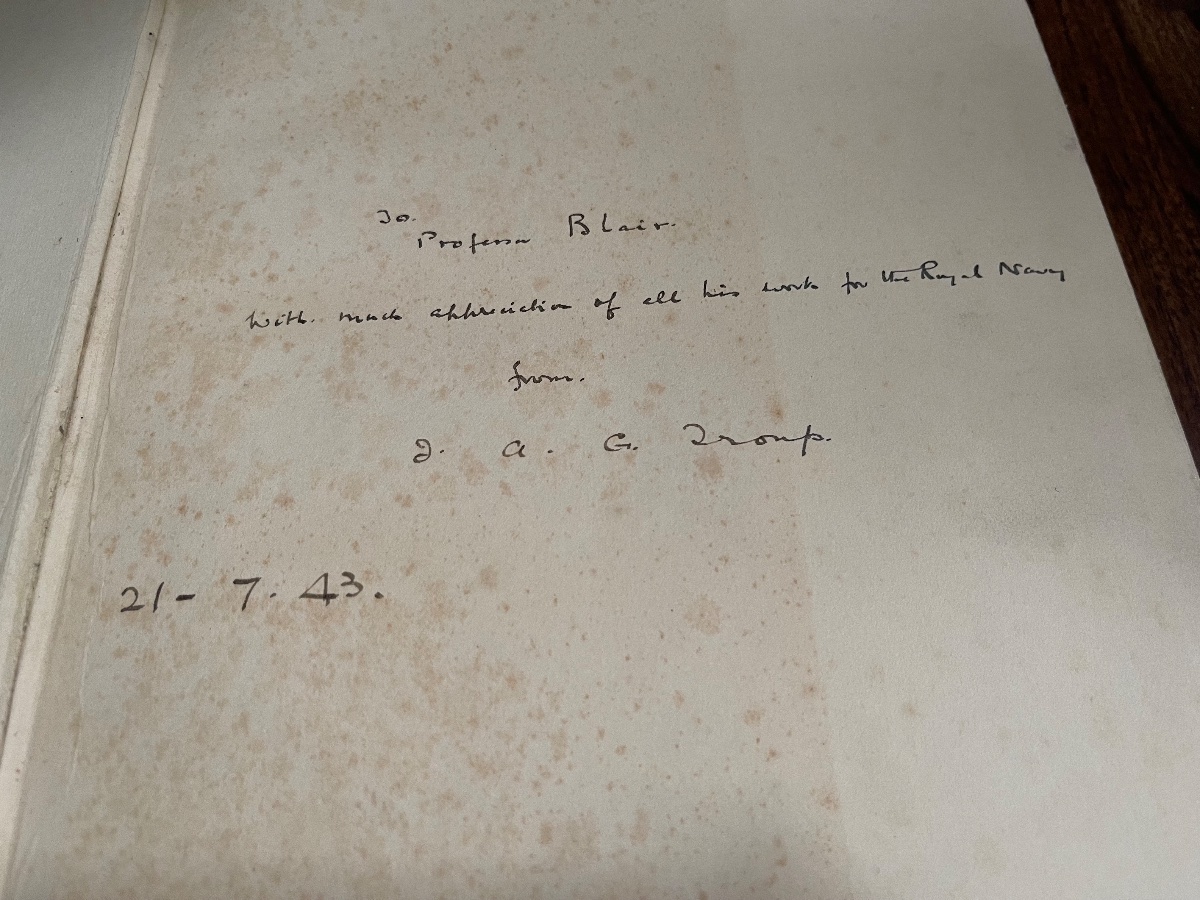 To.
Professor Blair.
With. much appreciation of all his work for the Royal Navy
from.
J. A. G. Troup.
21- 7. 43.